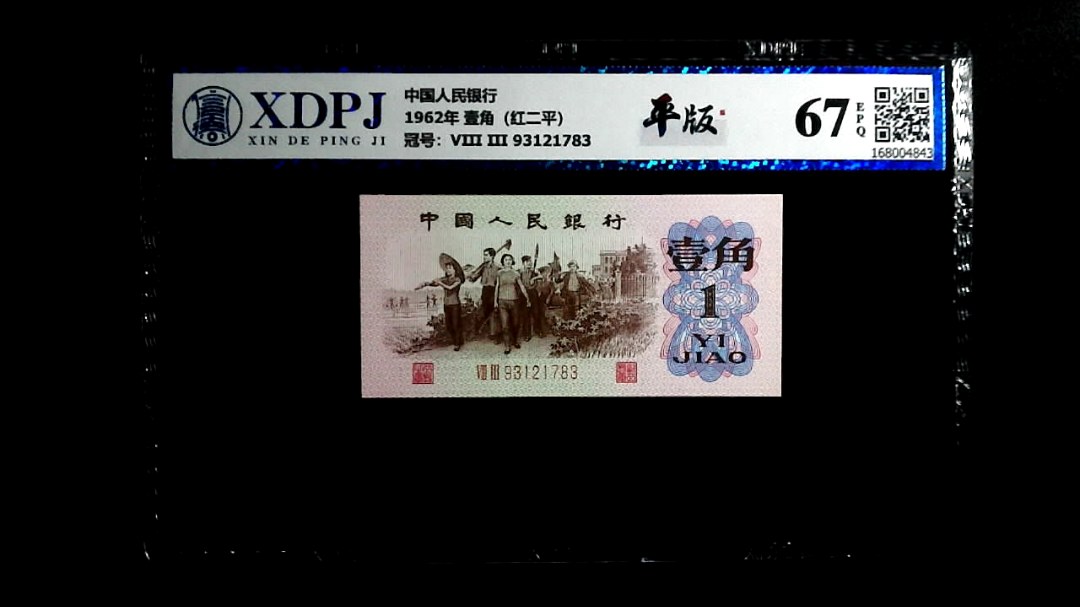 XDPJ
XIN DE PING JI
中国人民银行
1962年 壹角 (红二平)
冠号: VIII III 93121783
平版
67
EPQ
168004843
中國人民銀行
壹角
1
YI
JIAO
VIII III 93121783